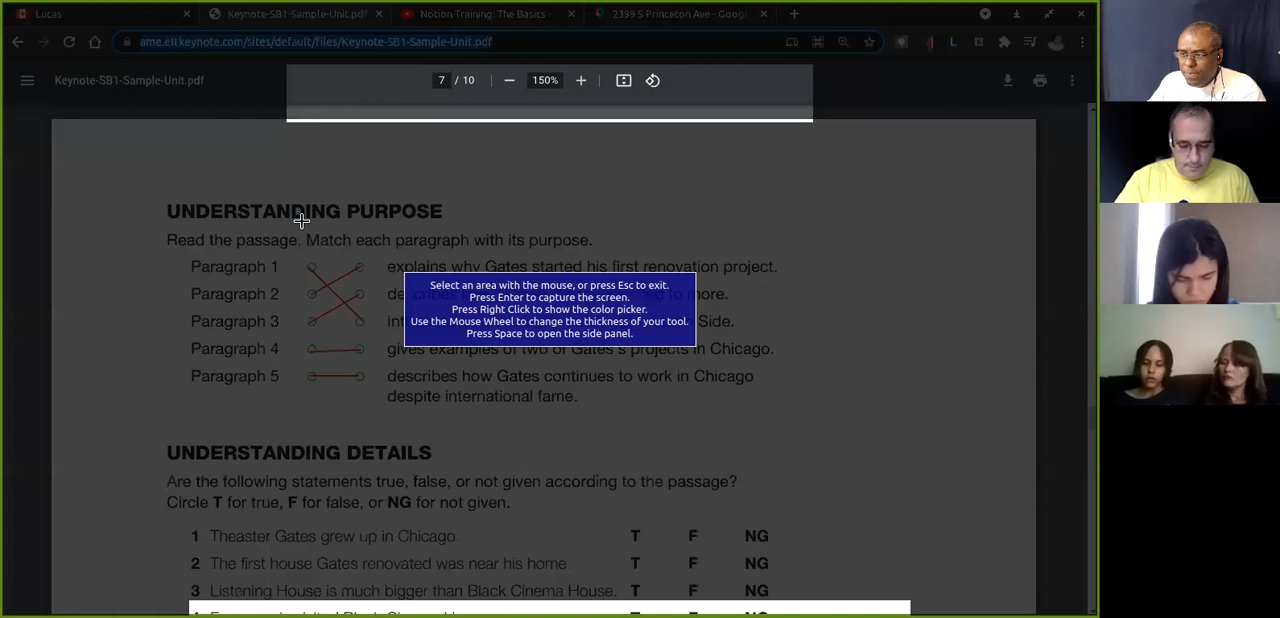 Lucas
Keynote-SB1-Sample-Unit.pdf
Notion Training: The Basics -
2399 S Princeton Ave - Googl
ame.eltkeynote.com/sites/default/files/Keynote-SB1-Sample-Unit.pdf
L
Keynote-SB1-Sample-Unit.pdf
7 / 10
150%
UNDERSTANDING PURPOSE
Read the passage. Match each paragraph with its purpose.
Paragraph 1 explains why Gates started his first renovation project.
Paragraph 2 de more.
Paragraph 3 int Side.
Paragraph 4 gives examples of two of Gates's projects in Chicago.
Paragraph 5 describes how Gates continues to work in Chicago
despite international fame.
Select an area with the mouse, or press Esc to exit.
Press Enter to capture the screen.
Press Right Click to show the color picker.
Use the Mouse Wheel to change the thickness of your tool.
Press Space to open the side panel.
UNDERSTANDING DETAILS
Are the following statements true, false, or not given according to the passage?
Circle T for true, F for false, or NG for not given.
1 Theaster Gates grew up in Chicago. T F NG
2 The first house Gates renovated was near his home. T F NG
3 Listening House is much bigger than Black Cinema House. T F NG